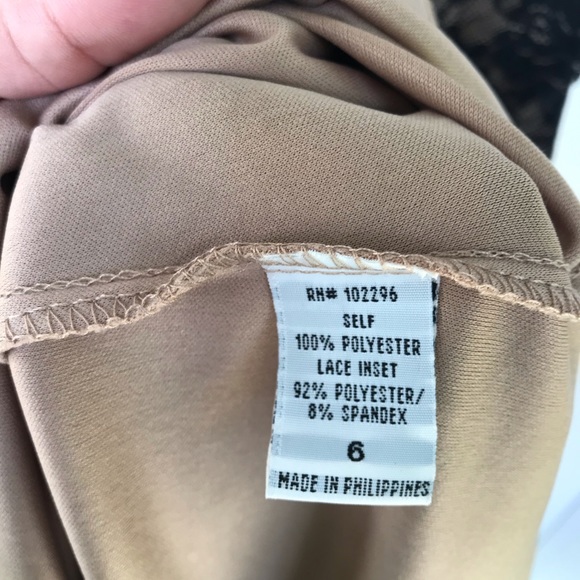 RN# 102296
SELF
100% POLYESTER
LACE INSET
92% POLYESTER/
8% SPANDEX
6
MADE IN PHILIPPINES